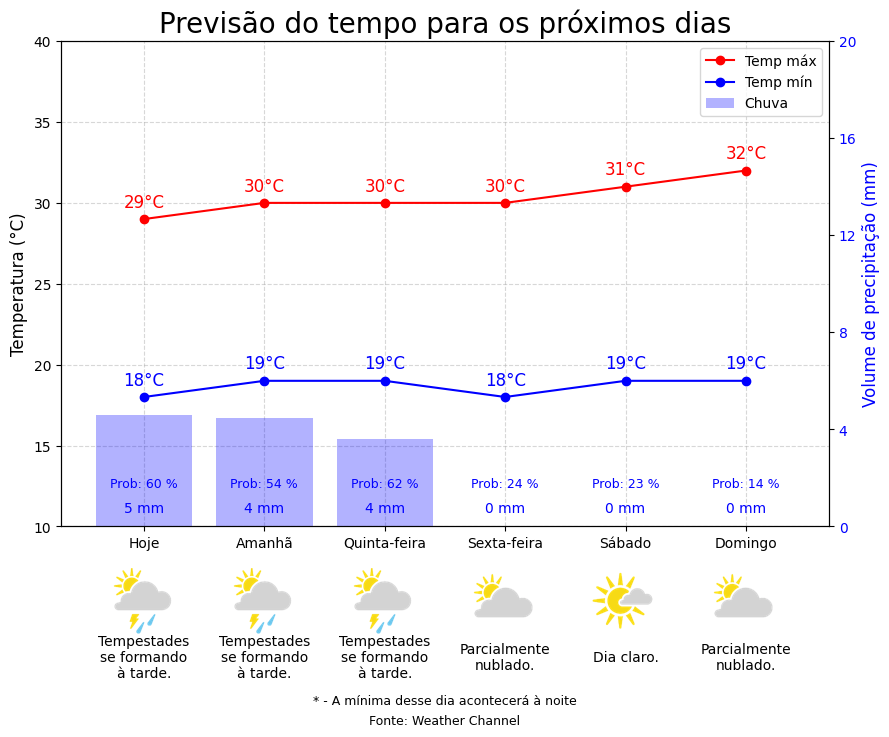 Previsão do tempo para os próximos dias
40
35
30
25
20
15
10
Temperatura (°C)
20
16
12
8
4
0
Volume de precipitação (mm)
Temp máx
Temp mín
Chuva
29°C
30°C
30°C
30°C
31°C
32°C
18°C
19°C
19°C
18°C
19°C
19°C
Prob: 60 %
Prob: 54 %
Prob: 62 %
Prob: 24 %
Prob: 23 %
Prob: 14 %
5 mm
4 mm
4 mm
0 mm
0 mm
0 mm
Hoje
Amanhã
Quinta-feira
Sexta-feira
Sábado
Domingo
Tempestades
se formando
à tarde.
Tempestades
se formando
à tarde.
Tempestades
se formando
à tarde.
Parcialmente
nublado.
Dia claro.
Parcialmente
nublado.
* - A mínima desse dia acontecerá à noite
Fonte: Weather Channel